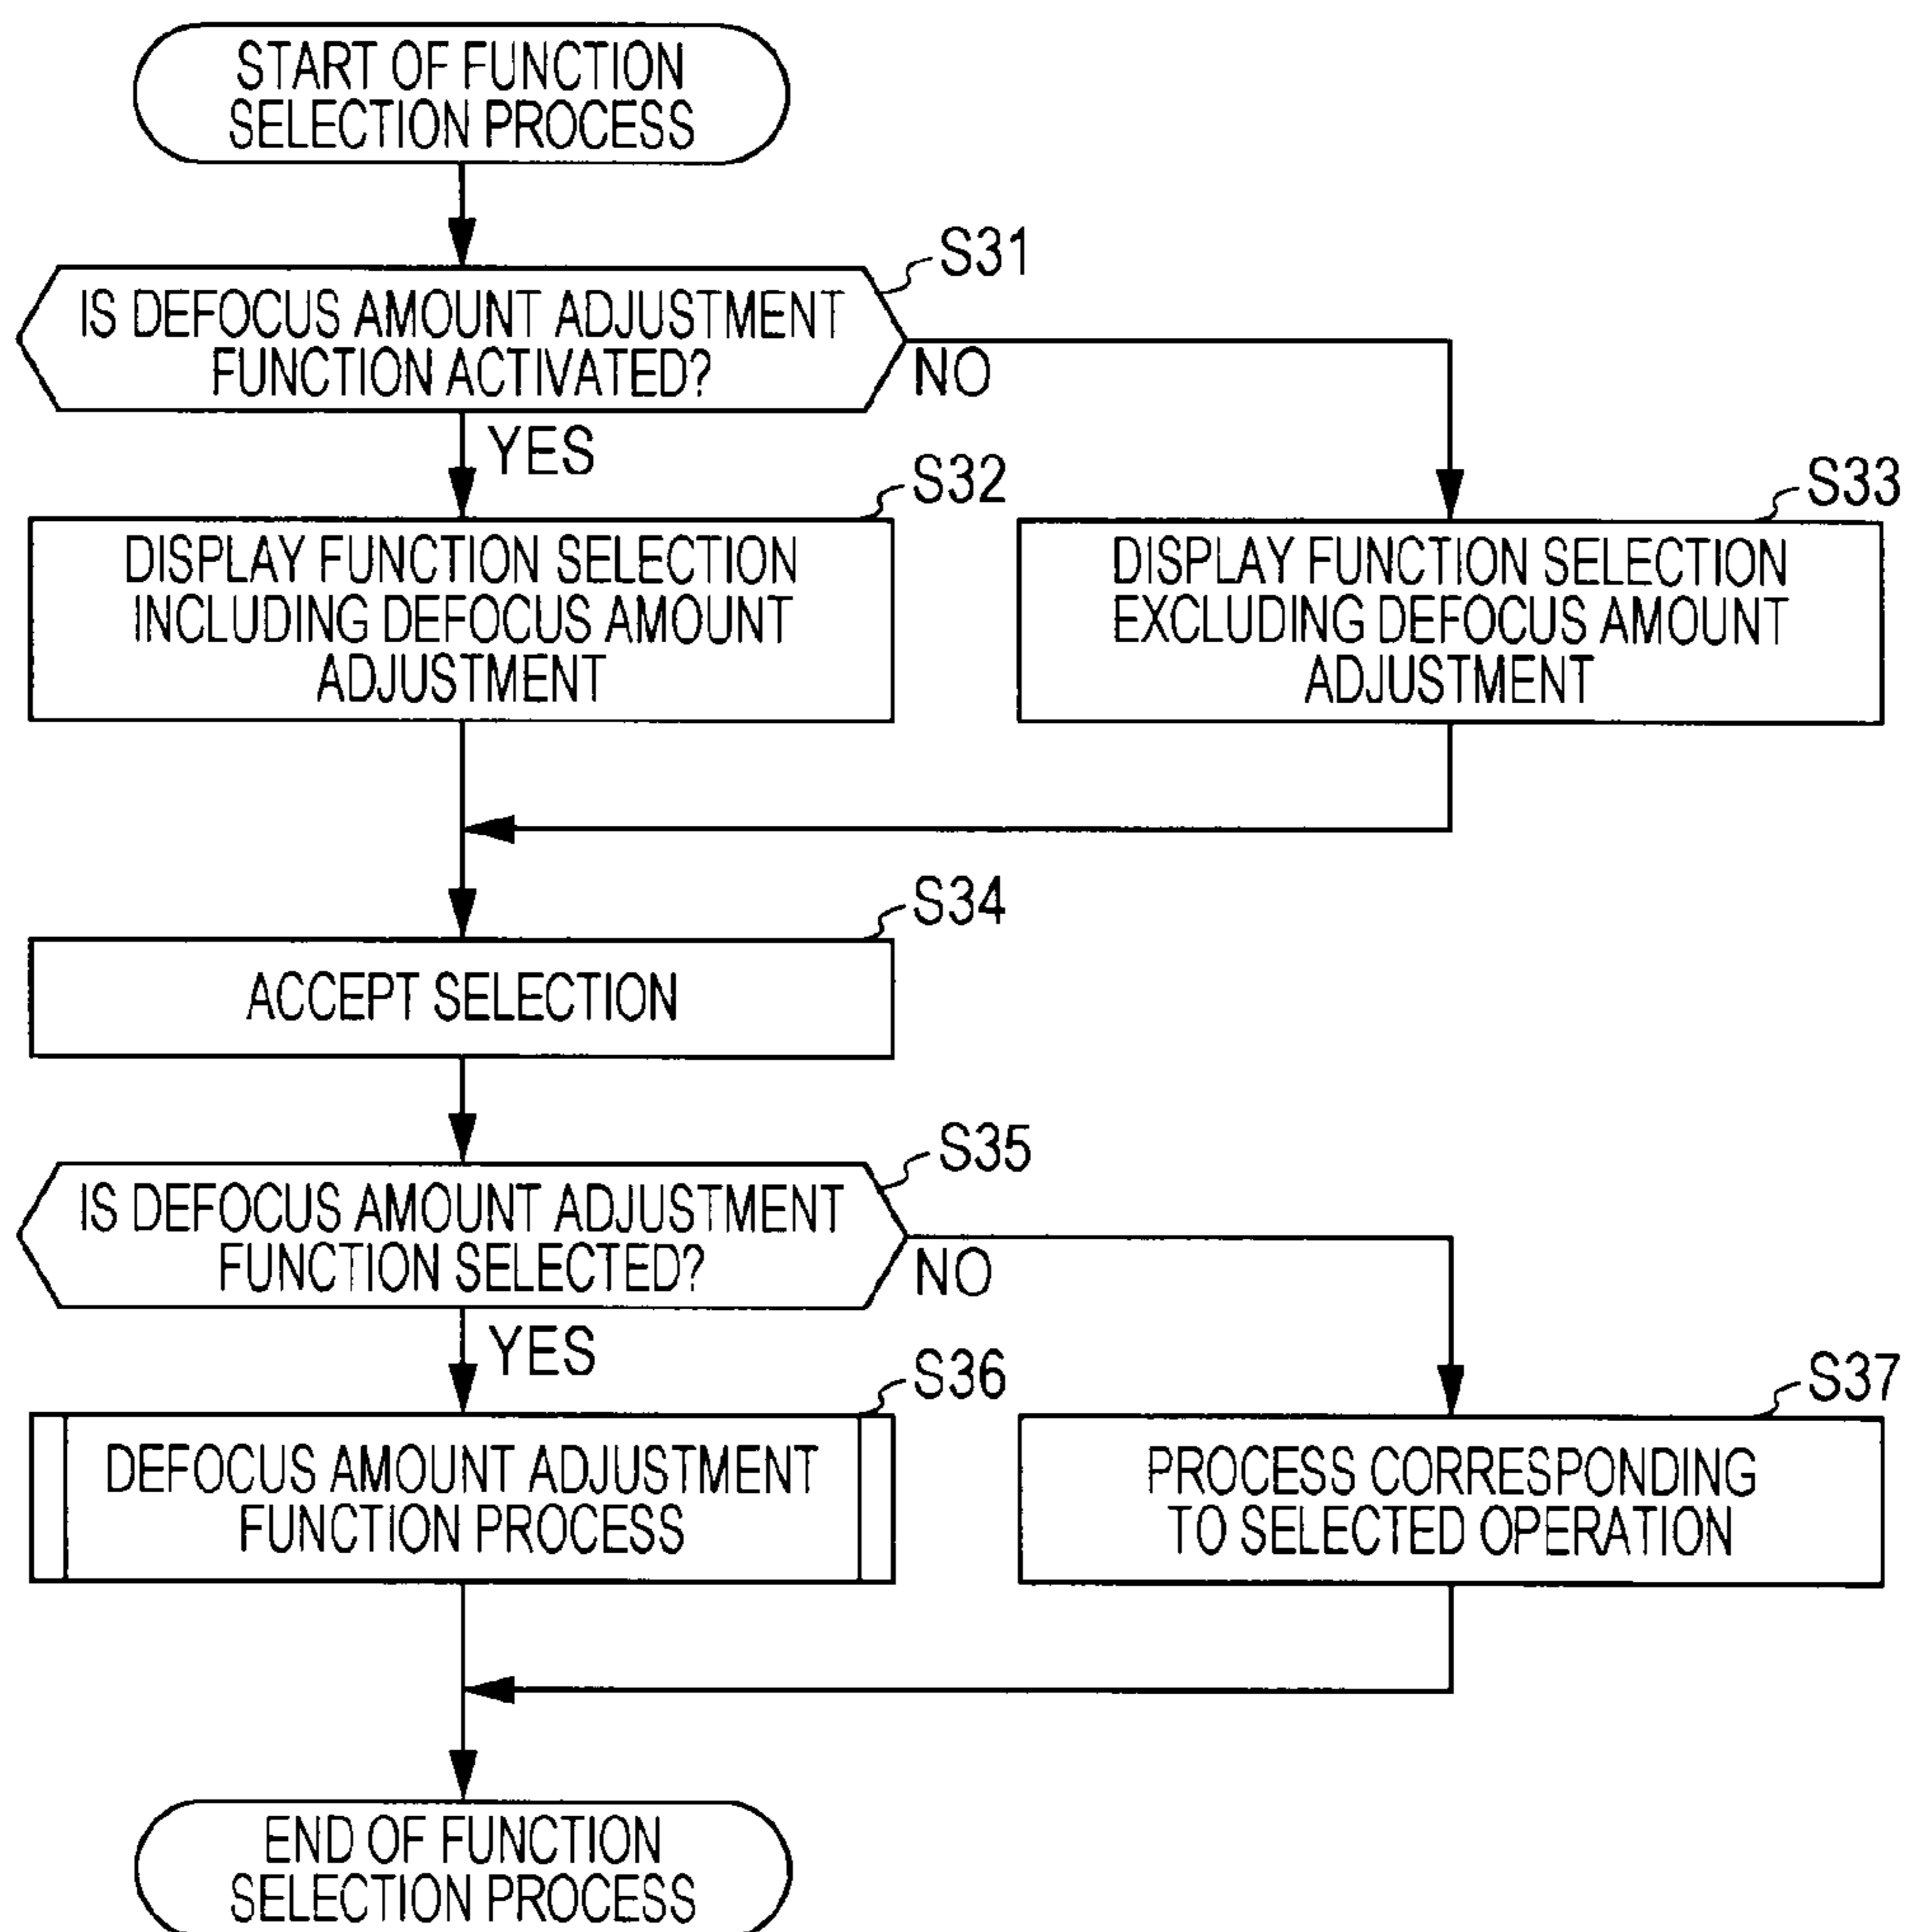 START OF FUNCTION
SELECTION PROCESS
S31
IS DEFOCUS AMOUNT ADJUSTMENT
FUNCTION ACTIVATED?
NO
YES
S32
S33
DISPLAY FUNCTION SELECTION
INCLUDING DEFOCUS AMOUNT
ADJUSTMENT
DISPLAY FUNCTION SELECTION
EXCLUDING DEFOCUS AMOUNT
ADJUSTMENT
S34
ACCEPT SELECTION
S35
IS DEFOCUS AMOUNT ADJUSTMENT
FUNCTION SELECTED?
NO
YES
S36
S37
DEFOCUS AMOUNT ADJUSTMENT
FUNCTION PROCESS
PROCESS CORRESPONDING
TO SELECTED OPERATION
END OF FUNCTION
SELECTION PROCESS